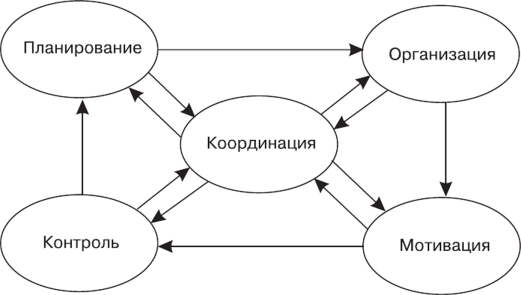 Планирование
Организация
Координация
Контроль
Мотивация